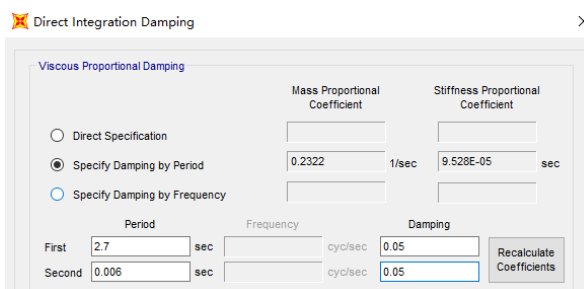 Direct Integration Damping
Viscous Proportional Damping
Mass Proportional Coefficient
Stiffness Proportional Coefficient
Direct Specification
Specify Damping by Period 0.2322 1/sec 9.528E-05 sec
Specify Damping by Frequency
Period Frequency Damping
First 2.7 sec cyc/sec 0.05
Second 0.006 sec cyc/sec 0.05
Recalculate Coefficients